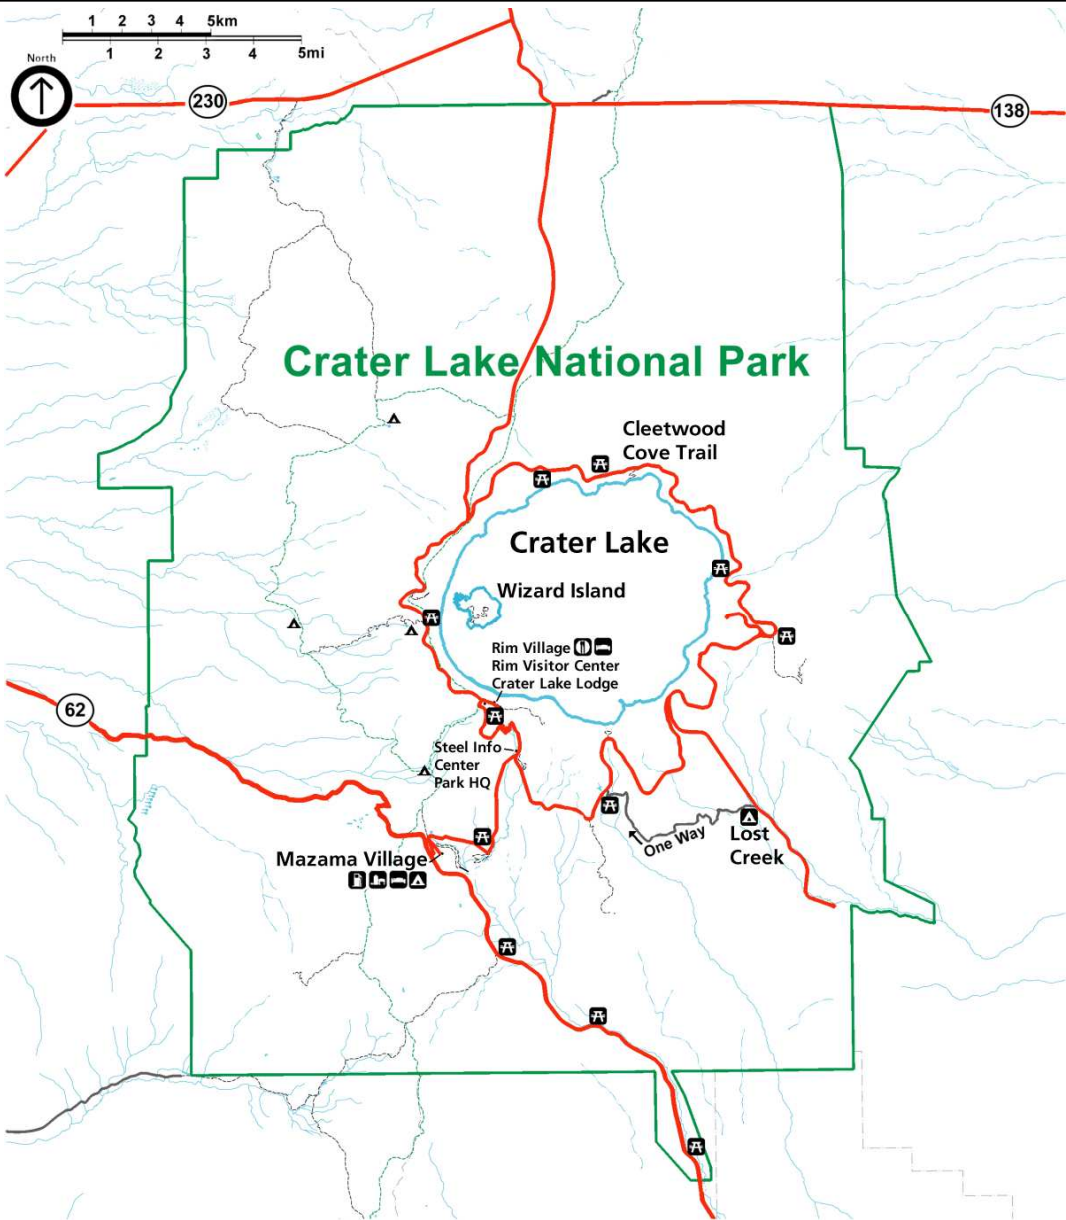 1 2 3 4 5km
1 2 3 4 5mi
North
230
138
Crater Lake National Park
Cleetwood
Cove Trail
Crater Lake
Wizard Island
Rim Village
Rim Visitor Center
Crater Lake Lodge
62
Steel Info
Center
Park HQ
One Way
Lost
Creek
Mazama Village